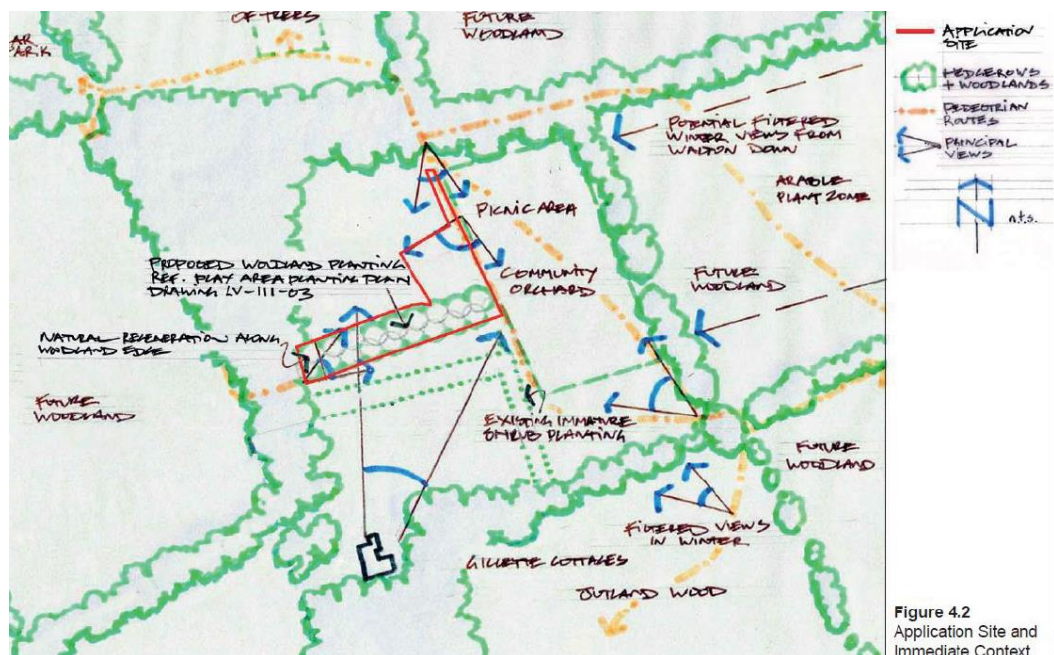 OF TREES
FUTURE
WOODLAND
POTENTIAL FILTERED
WINTER VIEWS FROM
WALTON DOWN
ARABLE
PLANT ZONE
PICNIC AREA
PROPOSED WOODLAND PLANTING
REF. PLAY AREA PLANTING PLAN
DRAWING LV-111-03
COMMUNITY
ORCHARD
FUTURE
WOODLAND
NATURAL REGENERATION ALONG
WOODLAND EDGE
FUTURE
WOODLAND
EXISTING IMMATURE
SHRUB PLANTING
FUTURE
WOODLAND
FILTERED VIEWS
IN WINTER
GILLETTE COTTAGES
OUTLAND WOOD
APPLICATION
SITE
HEDGEROWS
+ WOODLANDS
PEDESTRIAN
ROUTES
PRINCIPAL
VIEWS
N
n.t.s.
Figure 4.2
Application Site and
Immediate Context